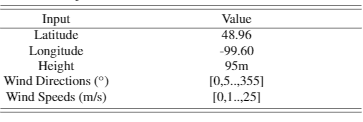 Input Value
Latitude 48.96
Longitude -99.60
Height 95m
Wind Directions (°) [0,5..,355]
Wind Speeds (m/s) [0,1..,25]